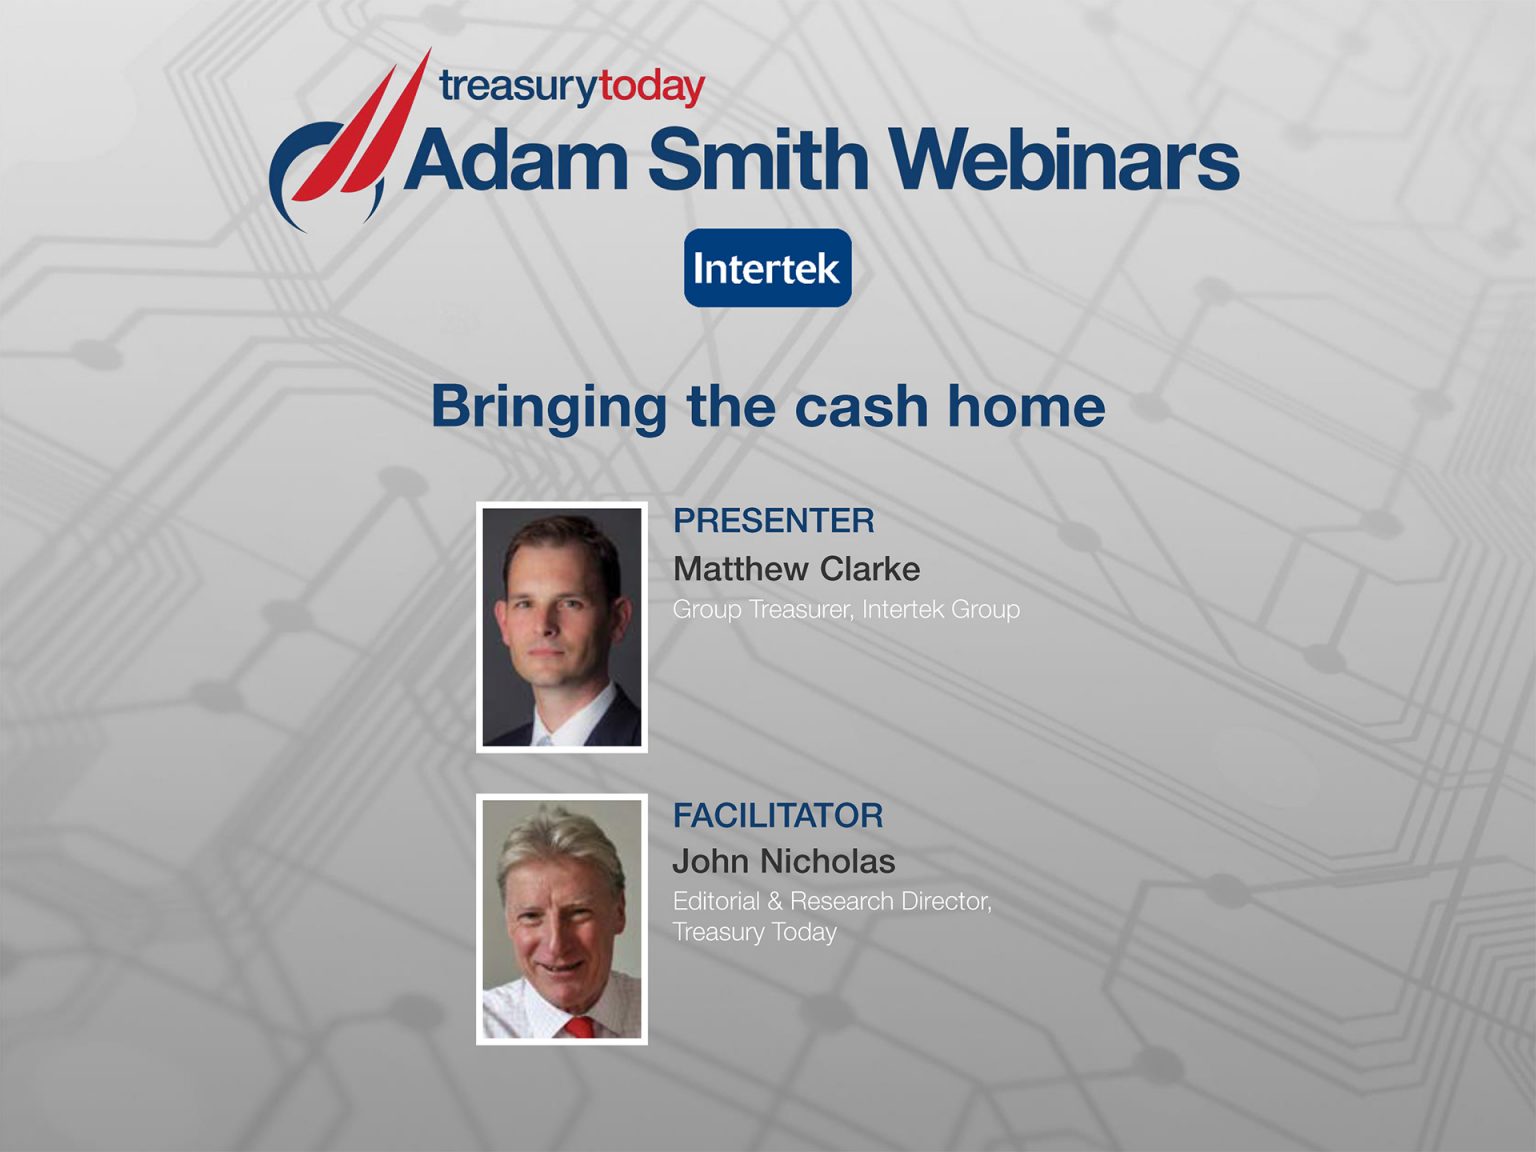 treasurytoday
Adam Smith Webinars
Intertek
Bringing the cash home
PRESENTER
Matthew Clarke
Group Treasurer, Intertek Group
FACILITATOR
John Nicholas
Editorial & Research Director,
Treasury Today